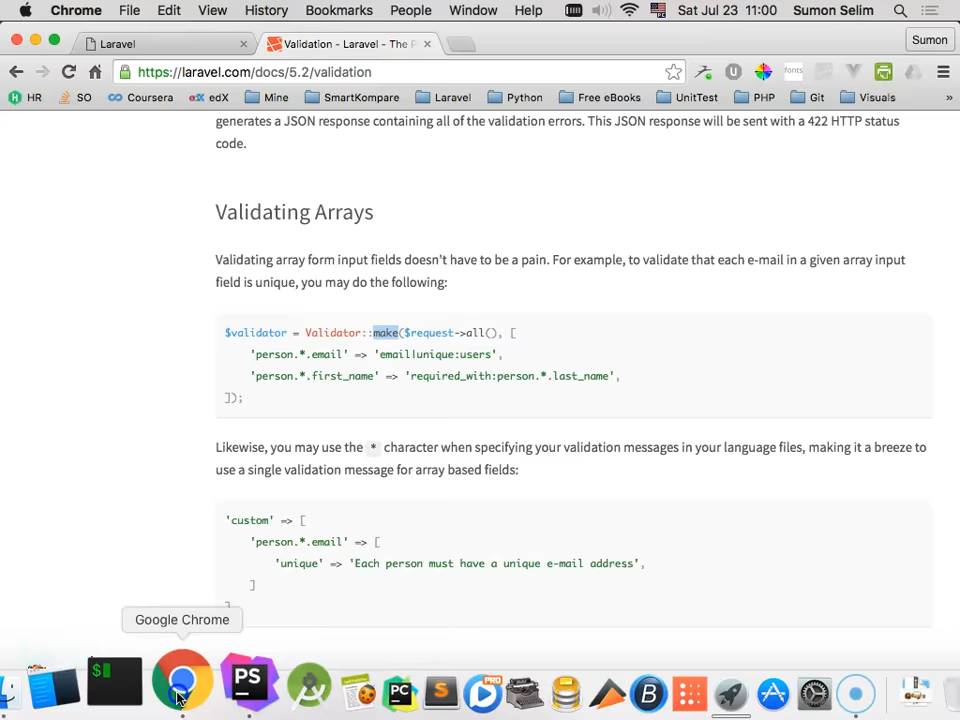 Chrome File Edit View History Bookmarks People Window Help Sat Jul 23 11:00 Sumon Selim
Laravel Validation - Laravel - The P Sumon
https://laravel.com/docs/5.2/validation
HR SO Coursera edX Mine SmartKompare Laravel Python Free eBooks UnitTest PHP Git Visuals »
generates a JSON response containing all of the validation errors. This JSON response will be sent with a 422 HTTP status
code.
Validating Arrays
Validating array form input fields doesn't have to be a pain. For example, to validate that each e-mail in a given array input
field is unique, you may do the following:
$validator = Validator::make($request->all(), [
'person.*.email' => 'email|unique:users',
'person.*.first_name' => 'required_with:person.*.last_name',
]);
Likewise, you may use the * character when specifying your validation messages in your language files, making it a breeze to
use a single validation message for array based fields:
'custom' => [
'person.*.email' => [
'unique' => 'Each person must have a unique e-mail address',
]
Google Chrome
$ PS PC S PRO B